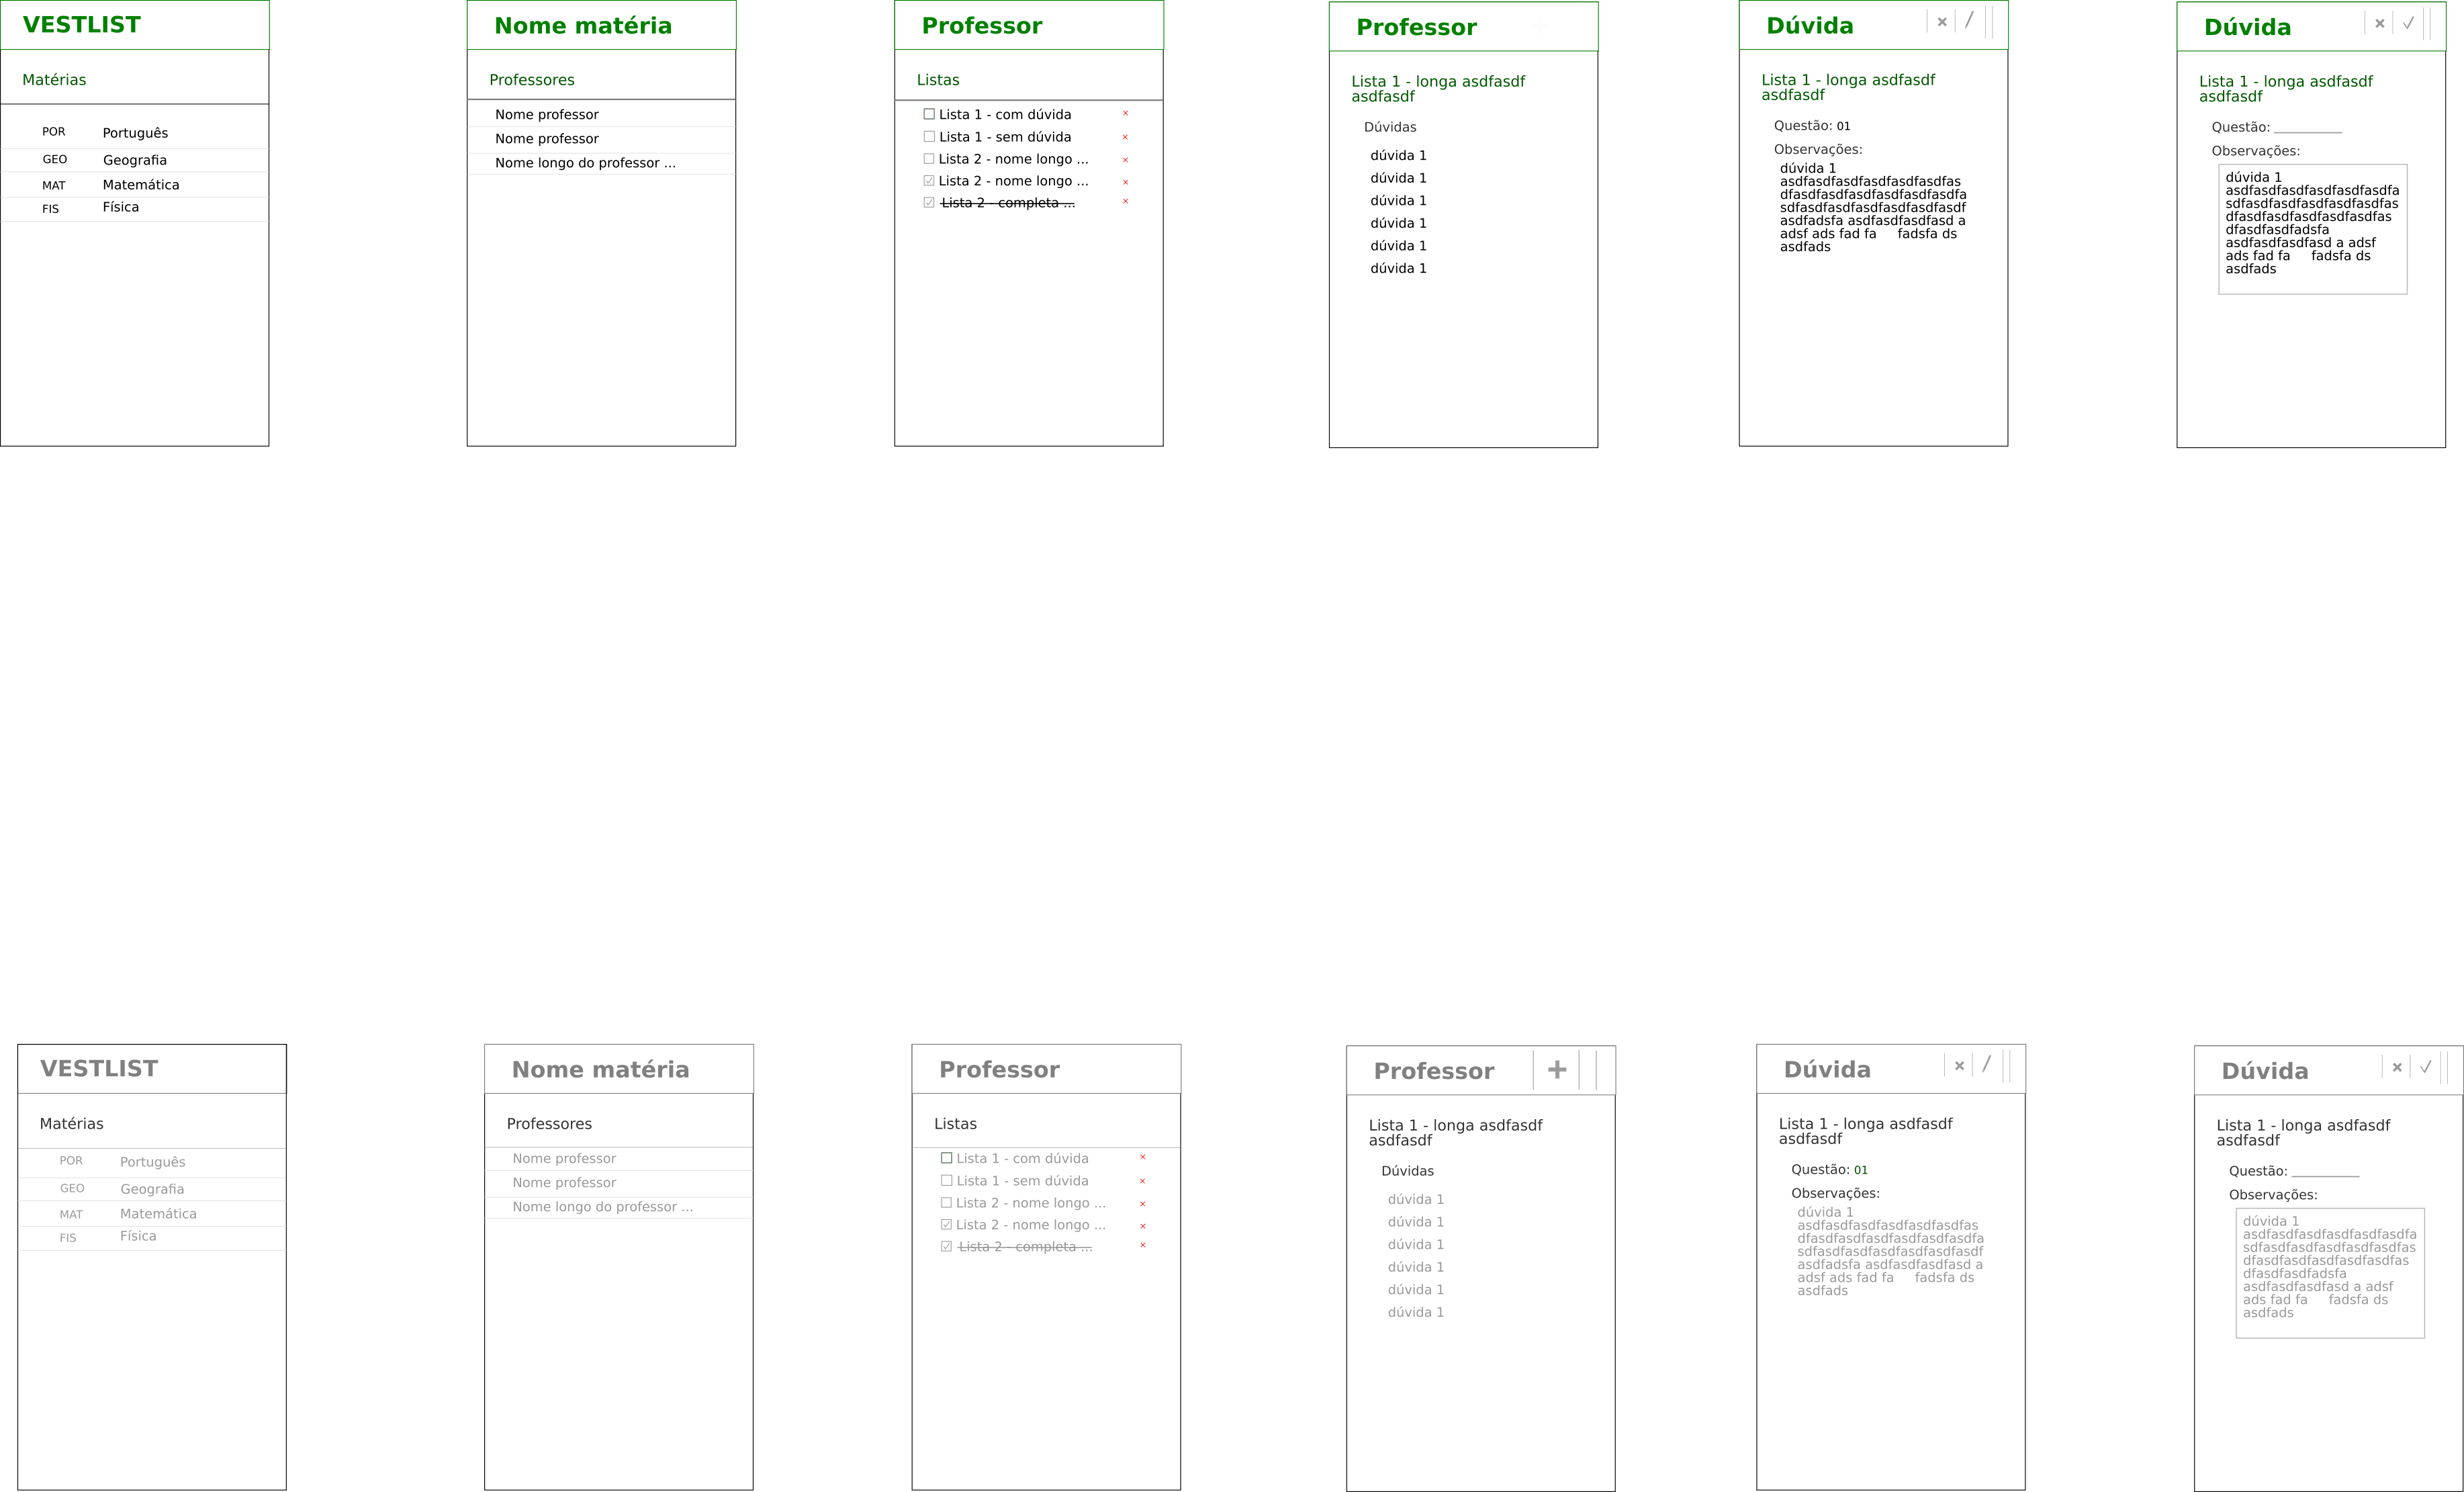 VESTLIST
Matérias
POR Português
GEO Geografia
MAT Matemática
FIS Física
Nome matéria
Professores
Nome professor
Nome professor
Nome longo do professor ...
Professor
Listas
Lista 1 - com dúvida ×
Lista 1 - sem dúvida ×
Lista 2 - nome longo ... ×
Lista 2 - nome longo ... ×
Lista 2 - completa ... ×
Professor
Lista 1 - longa asdfasdf
asdfasdf
Dúvidas
dúvida 1
dúvida 1
dúvida 1
dúvida 1
dúvida 1
dúvida 1
Dúvida
Lista 1 - longa asdfasdf
asdfasdf
Questão: 01
Observações:
dúvida 1
asdfasdfasdfasdfasdfasdfas
dfasdfasdfasdfasdfasdfasdfa
sdfasdfasdfasdfasdfasdfasdf
asdfadsfa asdfasdfasdfasd a
adsf ads fad fa fadsfa ds
asdfads
Dúvida
Lista 1 - longa asdfasdf
asdfasdf
Questão: __________
Observações:
dúvida 1
asdfasdfasdfasdfasdfasdfa
sdfasdfasdfasdfasdfasdfas
dfasdfasdfasdfasdfasdfas
dfasdfasdfadsfa
asdfasdfasdfasd a adsf
ads fad fa fadsfa ds
asdfads
VESTLIST
Matérias
POR Português
GEO Geografia
MAT Matemática
FIS Física
Nome matéria
Professores
Nome professor
Nome professor
Nome longo do professor ...
Professor
Listas
Lista 1 - com dúvida ×
Lista 1 - sem dúvida ×
Lista 2 - nome longo ... ×
Lista 2 - nome longo ... ×
Lista 2 - completa ... ×
Professor +
Lista 1 - longa asdfasdf
asdfasdf
Dúvidas
dúvida 1
dúvida 1
dúvida 1
dúvida 1
dúvida 1
dúvida 1
Dúvida
Lista 1 - longa asdfasdf
asdfasdf
Questão: 01
Observações:
dúvida 1
asdfasdfasdfasdfasdfasdfas
dfasdfasdfasdfasdfasdfasdfa
sdfasdfasdfasdfasdfasdfasdf
asdfadsfa asdfasdfasdfasd a
adsf ads fad fa fadsfa ds
asdfads
Dúvida
Lista 1 - longa asdfasdf
asdfasdf
Questão: __________
Observações:
dúvida 1
asdfasdfasdfasdfasdfasdfa
sdfasdfasdfasdfasdfasdfas
dfasdfasdfasdfasdfasdfas
dfasdfasdfadsfa
asdfasdfasdfasd a adsf
ads fad fa fadsfa ds
asdfads